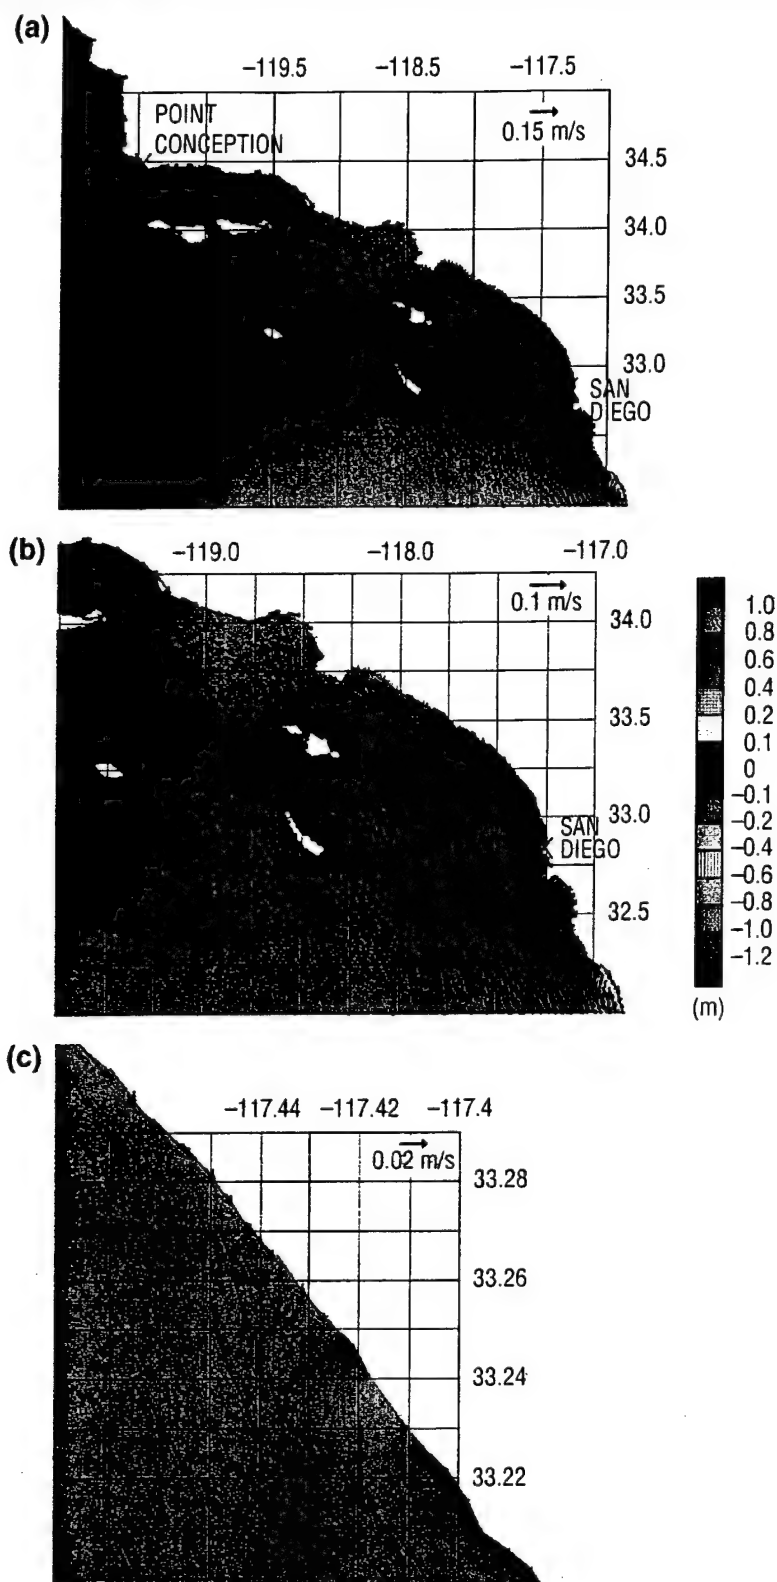 (a)
−119.5 −118.5 −117.5
POINT
CONCEPTION
0.15 m/s
34.5
34.0
33.5
33.0
SAN
DIEGO
(b)
−119.0 −118.0 −117.0
0.1 m/s
34.0
33.5
33.0
SAN
DIEGO
32.5
1.0
0.8
0.6
0.4
0.2
0.1
0
−0.1
−0.2
−0.4
−0.6
−0.8
−1.0
−1.2
(m)
(c)
−117.44 −117.42 −117.4
0.02 m/s
33.28
33.26
33.24
33.22